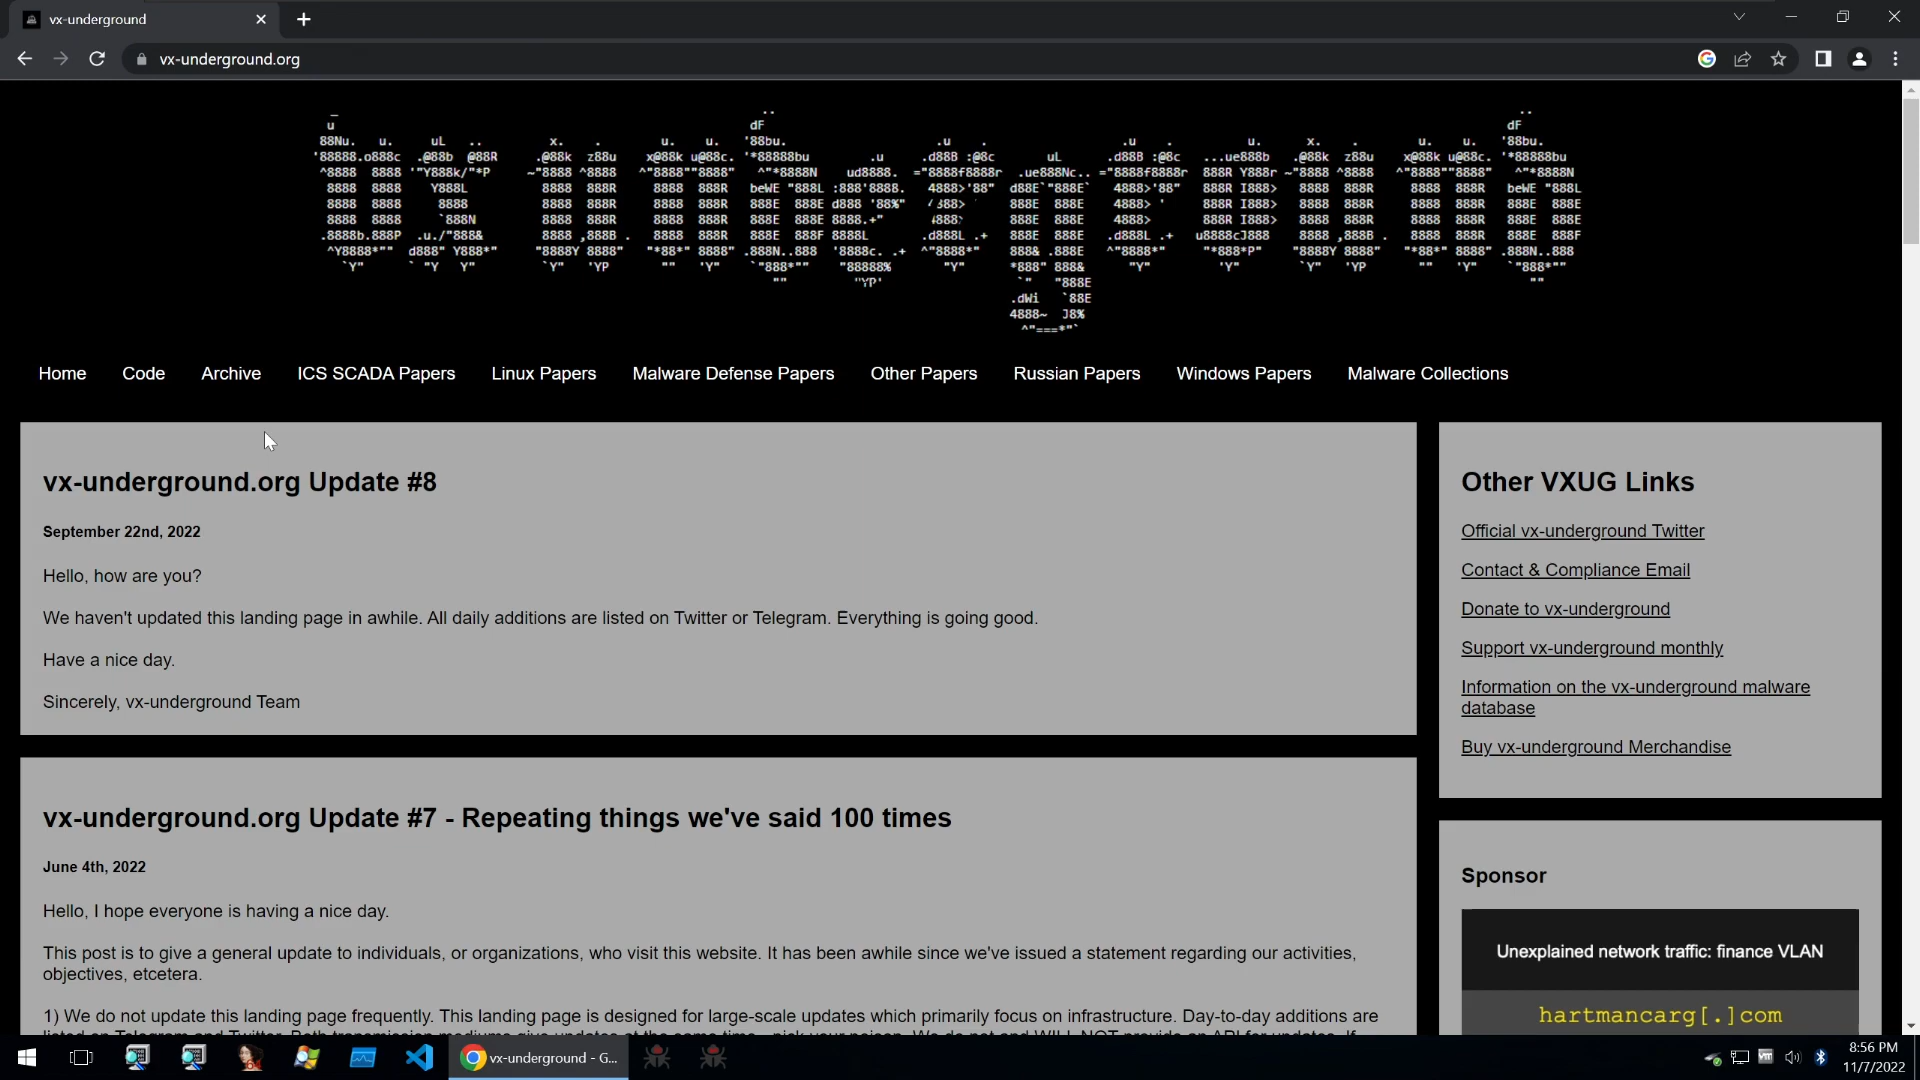 vx-underground
vx-underground.org
Home Code Archive ICS SCADA Papers Linux Papers Malware Defense Papers Other Papers Russian Papers Windows Papers Malware Collections
vx-underground.org Update #8
September 22nd, 2022
Hello, how are you?
We haven't updated this landing page in awhile. All daily additions are listed on Twitter or Telegram. Everything is going good.
Have a nice day.
Sincerely, vx-underground Team
vx-underground.org Update #7 - Repeating things we've said 100 times
June 4th, 2022
Hello, I hope everyone is having a nice day.
This post is to give a general update to individuals, or organizations, who visit this website. It has been awhile since we've issued a statement regarding our activities,
objectives, etcetera.
1) We do not update this landing page frequently. This landing page is designed for large-scale updates which primarily focus on infrastructure. Day-to-day additions are
Other VXUG Links
Official vx-underground Twitter
Contact & Compliance Email
Donate to vx-underground
Support vx-underground monthly
Information on the vx-underground malware
database
Buy vx-underground Merchandise
Sponsor
Unexplained network traffic: finance VLAN
hartmancarg[.]com
vx-underground - G...
8:56 PM
11/7/2022